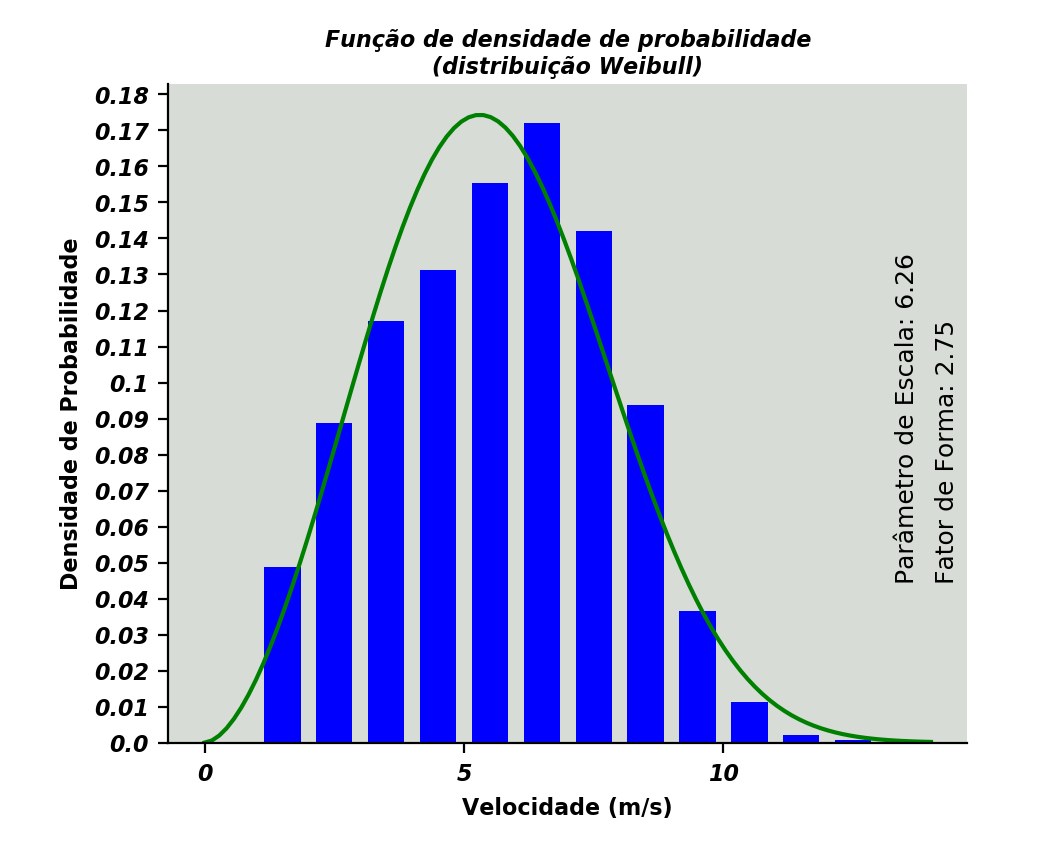 Função de densidade de probabilidade
(distribuição Weibull)
Densidade de Probabilidade
0.18
0.17
0.16
0.15
0.14
0.13
0.12
0.11
0.1
0.09
0.08
0.07
0.06
0.05
0.04
0.03
0.02
0.01
0.0
Parâmetro de Escala: 6.26
Fator de Forma: 2.75
0 5 10
Velocidade (m/s)